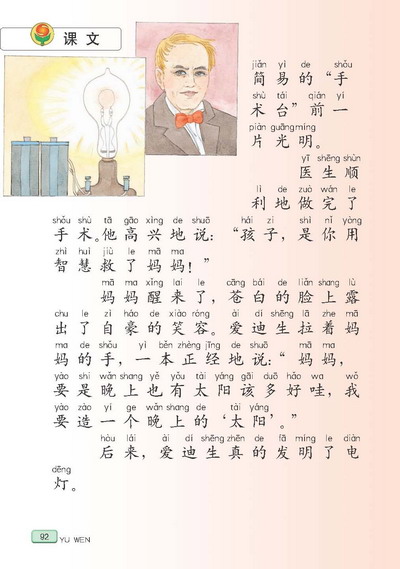 课文
jiǎn yì de shǒu
简易的“手
shù tái qián yí
术台”前一
piàn guāng míng
片光明。
yī shēng shùn
医生顺
lì de zuò wán le
利地做完了
shǒu shù tā gāo xìng de shuō hái zi shì nǐ yòng
手术。他高兴地说：“孩子，是你用
zhì huì jiù le mā ma
智慧救了妈妈！”
mā ma xǐng lai le cāng bái de liǎn shang lù
妈妈醒来了，苍白的脸上露
chu le zì háo de xiào róng ài dí shēng lā zhe mā
出了自豪的笑容。爱迪生拉着妈
ma de shǒu yì běn zhèng jīng de shuō mā ma
妈的手，一本正经地说：“妈妈，
yào shi wǎn shang yě yǒu tài yáng gāi duō hǎo wa wǒ
要是晚上也有太阳该多好哇，我
yào zào yí ge wǎn shang de tài yáng
要造一个晚上的‘太阳’。”
hòu lái ài dí shēng zhēn de fā míng le diàn
后来，爱迪生真的发明了电
dēng
灯。
92 YU WEN